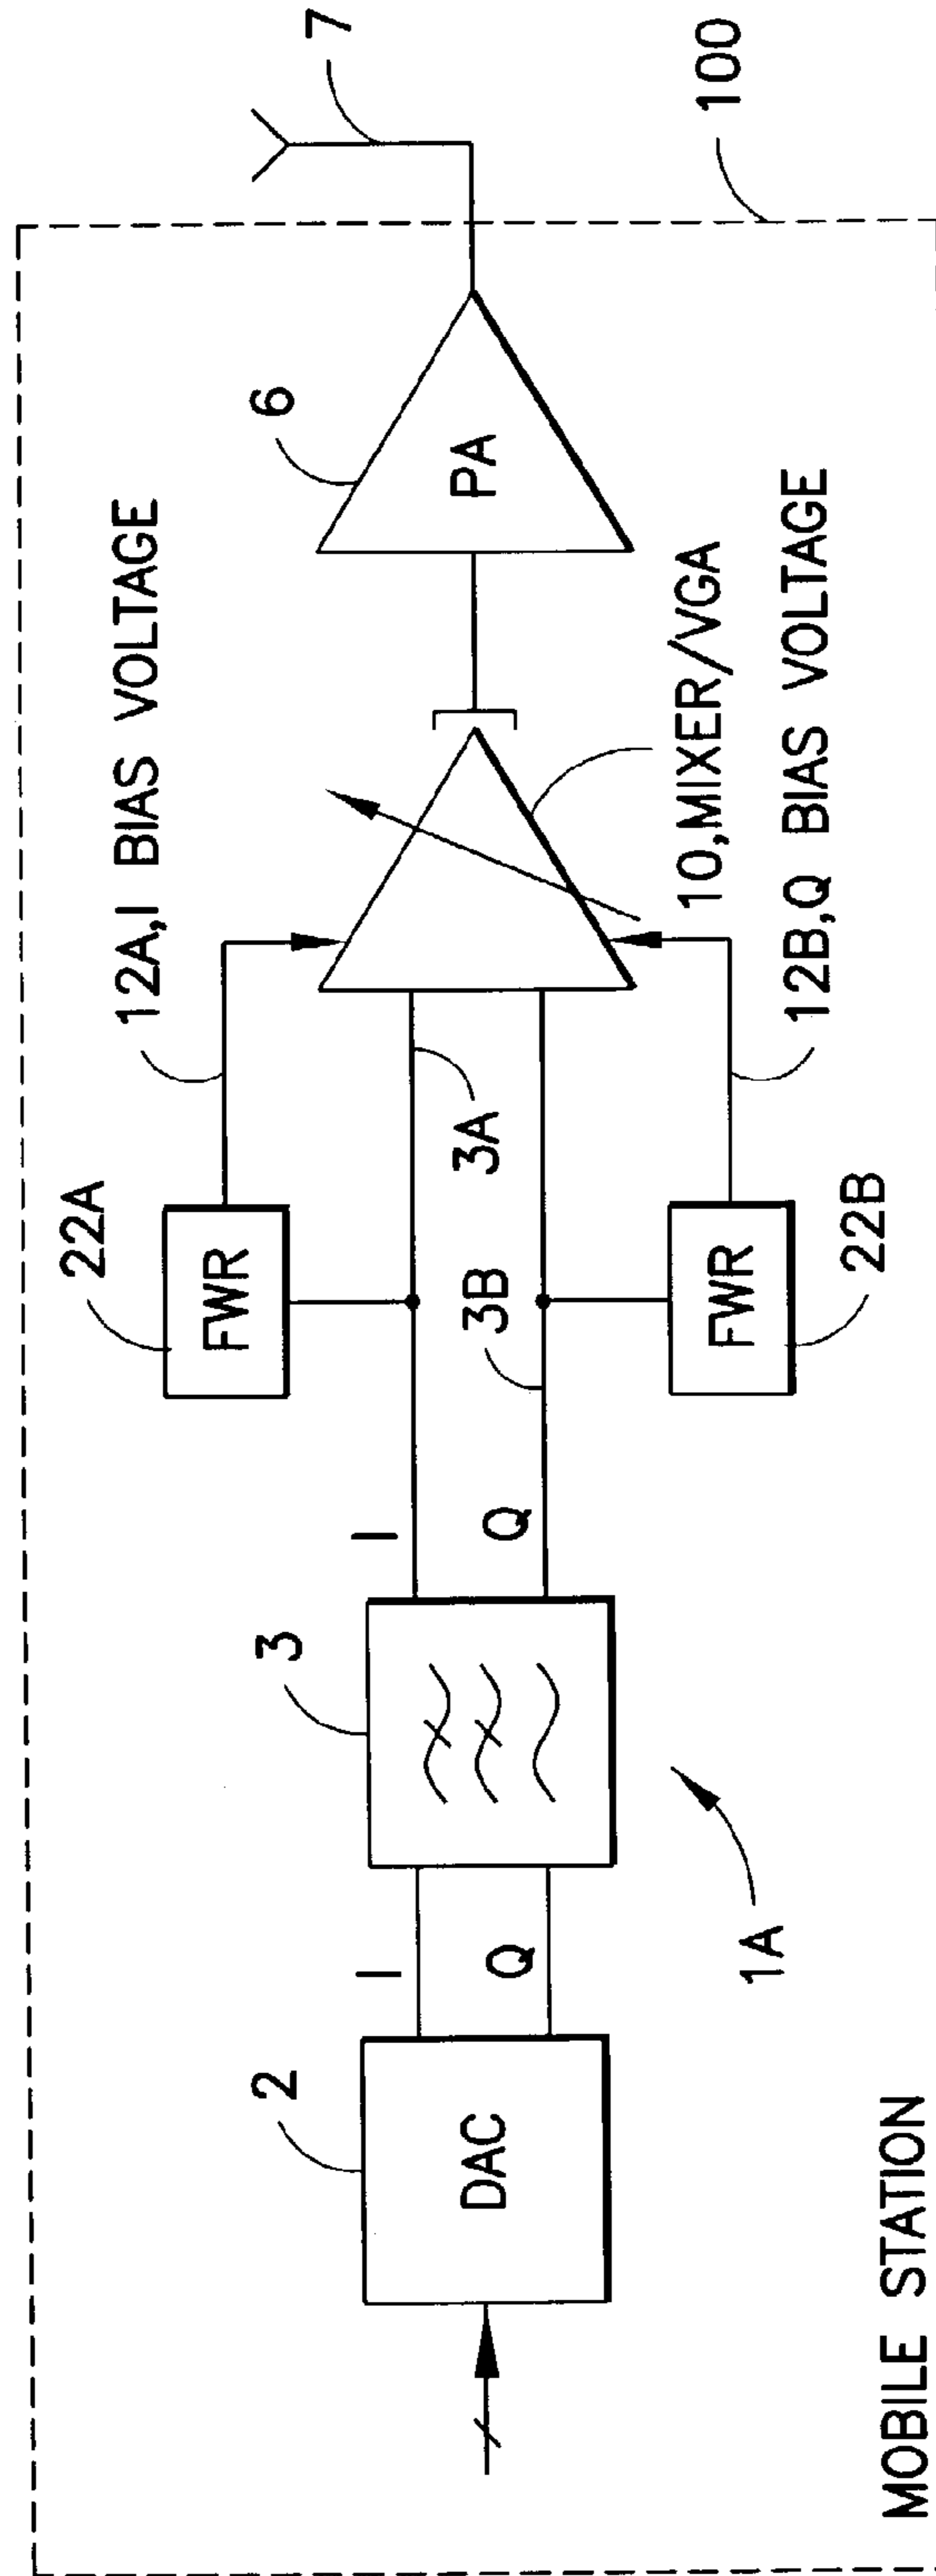 22A
12A,I BIAS VOLTAGE
7
FWR
6
2
3
I
I
3A
PA
DAC
Q
Q
3B
10,MIXER/VGA
FWR
12B,Q BIAS VOLTAGE
100
1A
22B
MOBILE STATION